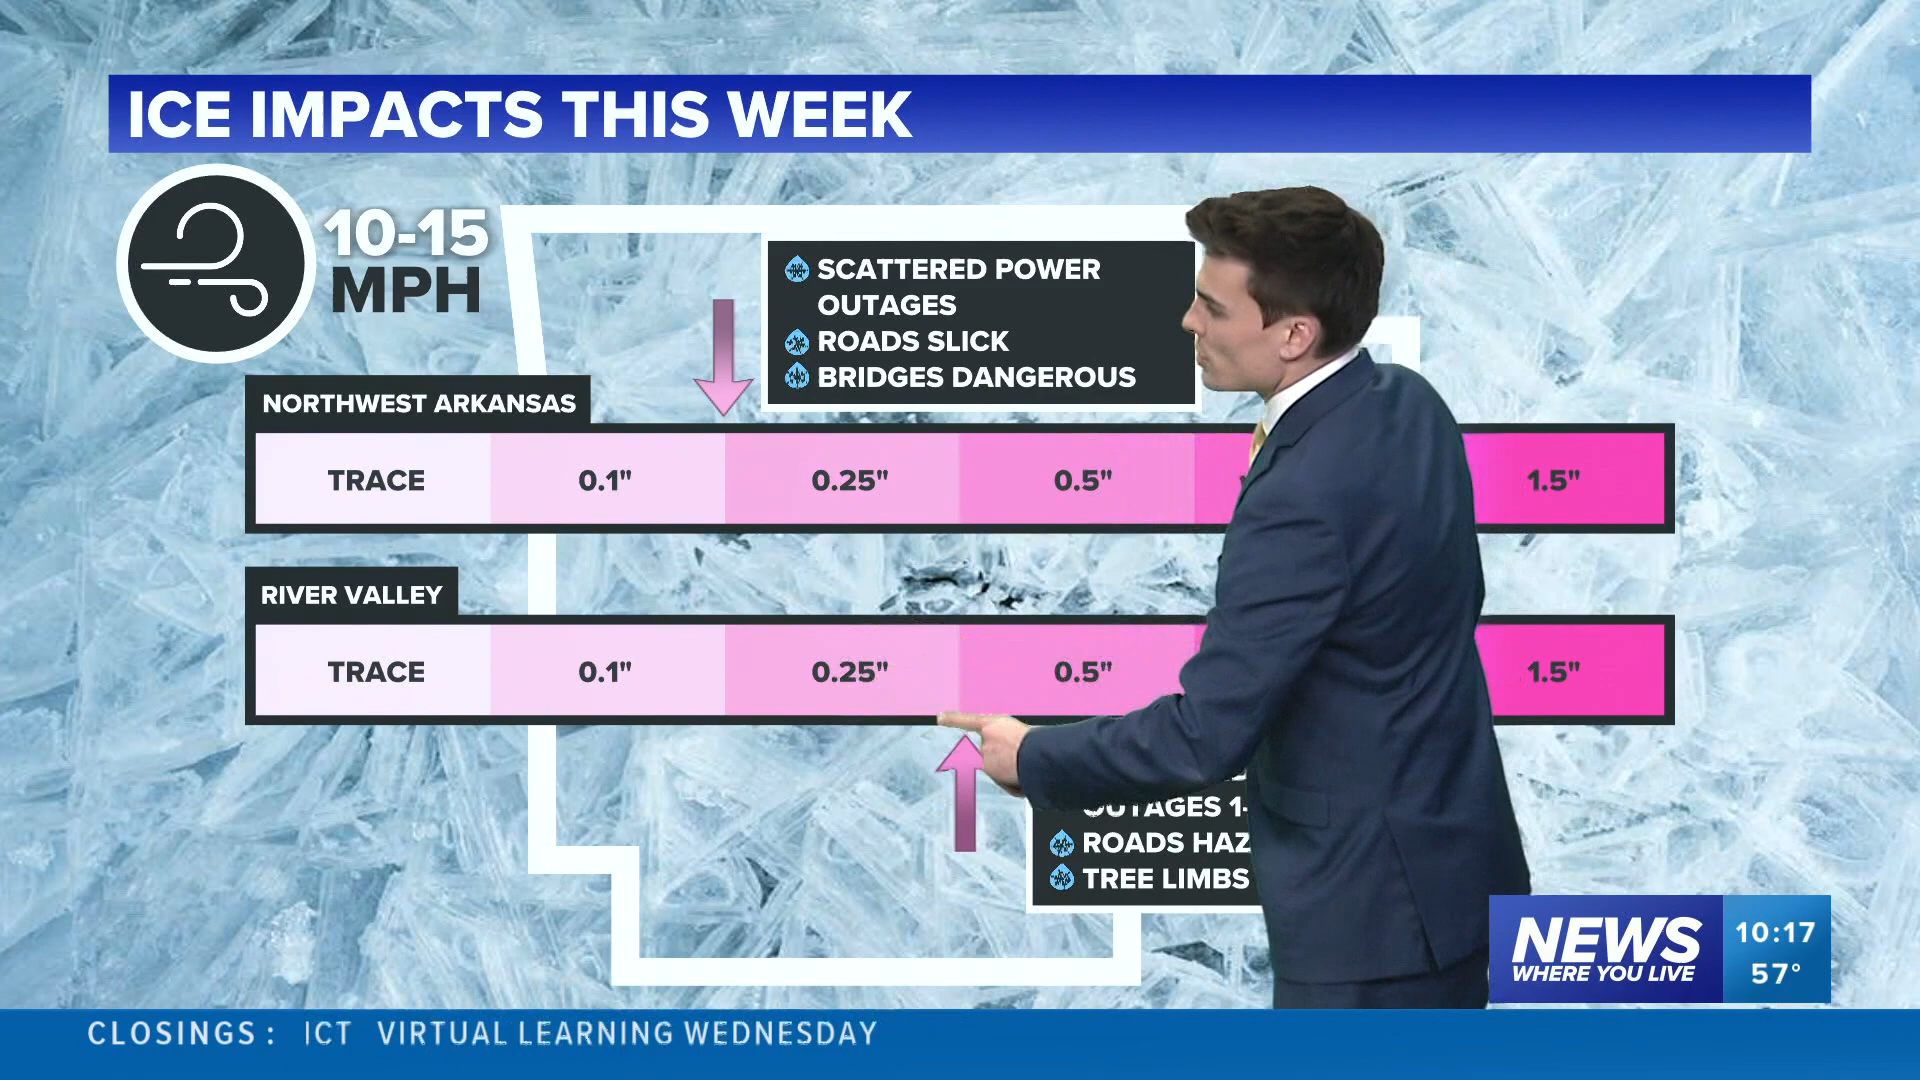 ICE IMPACTS THIS WEEK
10-15
MPH
SCATTERED POWER
OUTAGES
ROADS SLICK
BRIDGES DANGEROUS
NORTHWEST ARKANSAS
TRACE 0.1" 0.25" 0.5" 1.5"
RIVER VALLEY
TRACE 0.1" 0.25" 0.5" 1.5"
OUTAGES 1-
ROADS HAZ
TREE LIMBS
NEWS
WHERE YOU LIVE
10:17
57°
CLOSINGS : ICT VIRTUAL LEARNING WEDNESDAY